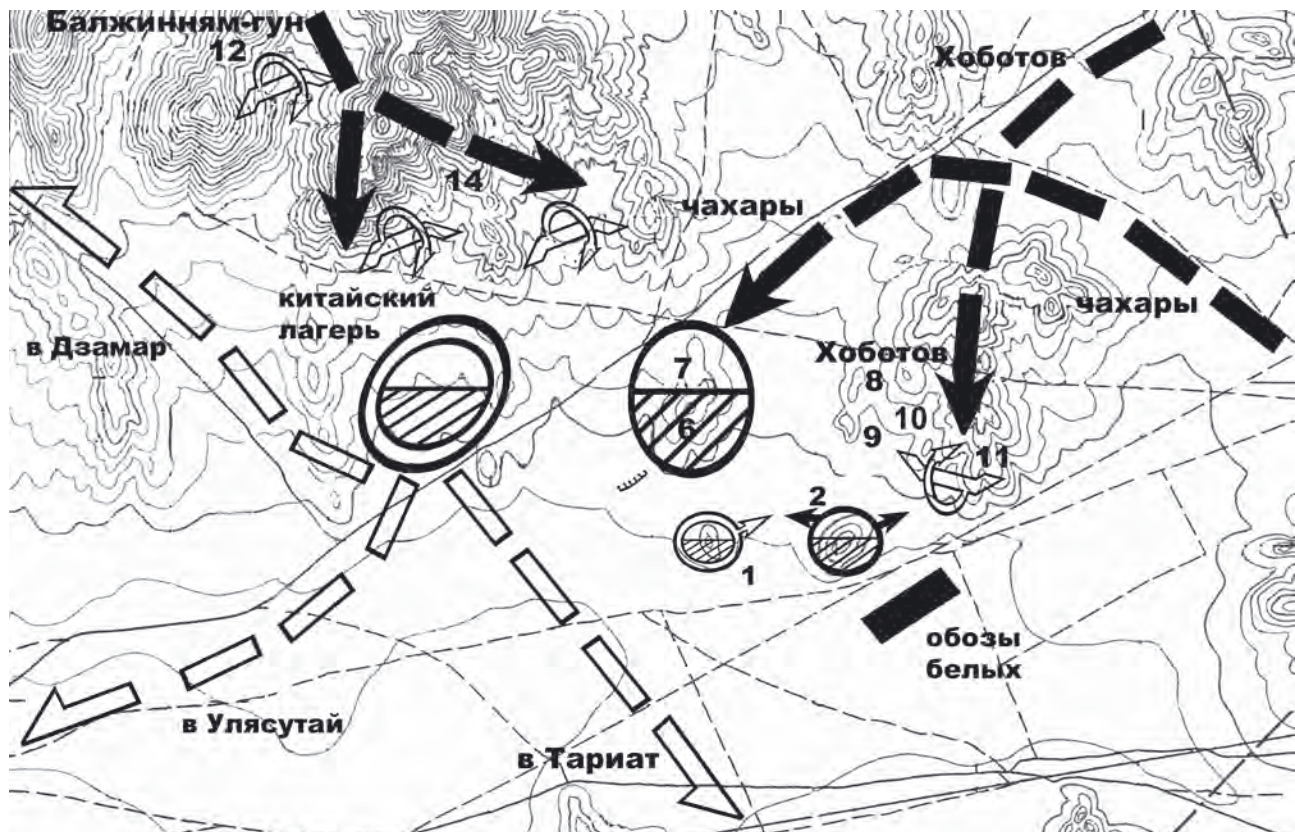 Балжинням-гун
12
Хоботов
14
чахары
китайский
лагерь
чахары
в Дзамар
7
Хоботов
8
6
10
9
11
2
1
обозы
белых
в Улясутай
в Тариат